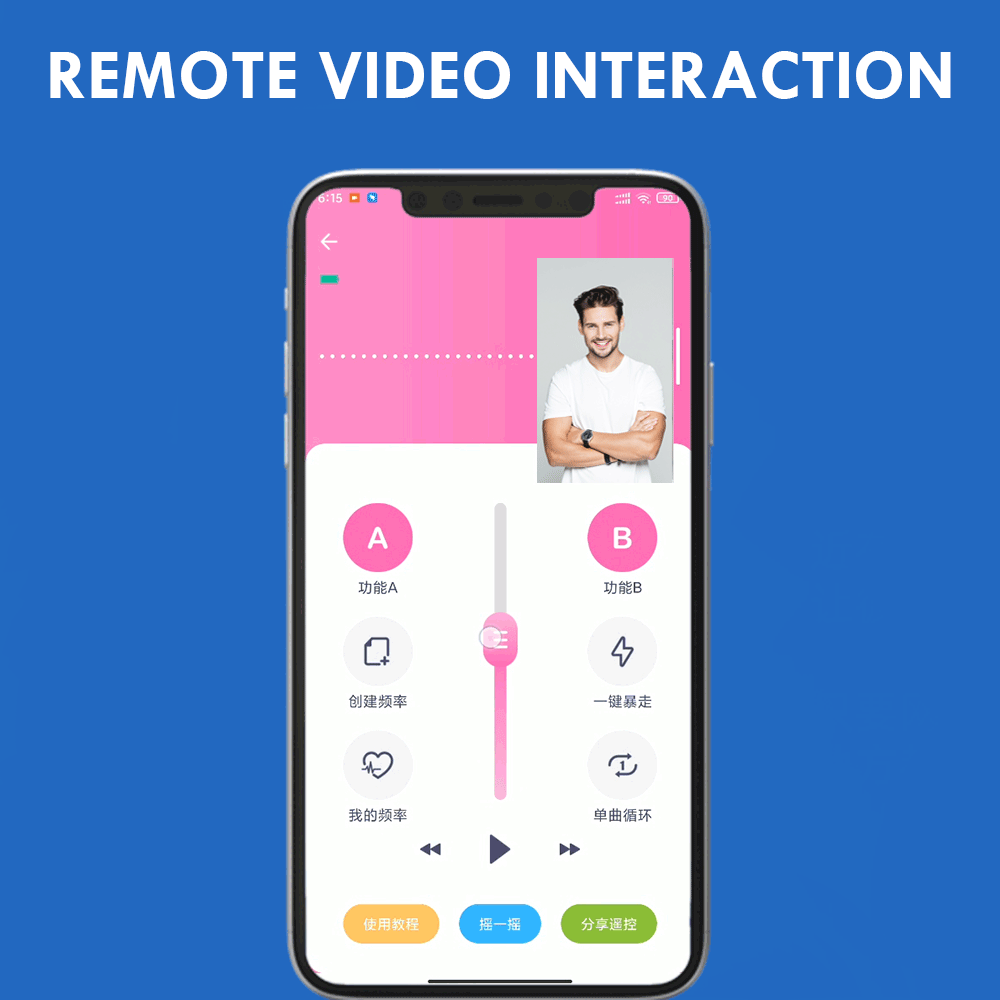 REMOTE VIDEO INTERACTION
6:15
90
A
B
功能A
功能B
创建频率
一键暴走
1
我的频率
单曲循环
使用教程
摇一摇
分享遥控